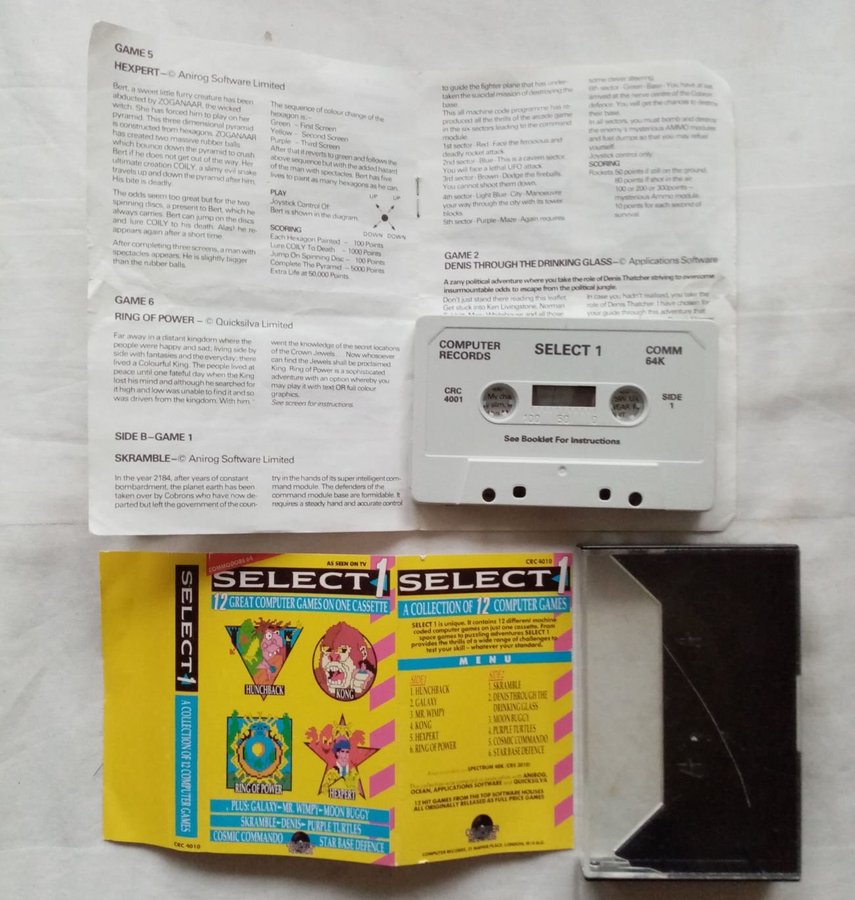 GAME 5
HEXPERT—© Anirog Software Limited
Bert, a sweet little furry creature has been
abducted by ZOGANAAR, the wicked
witch. She has forced him to play on her
pyramid. This three dimensional pyramid
is constructed from hexagons. ZOGANAAR
has created two massive rubber balls
which bounce down the pyramid to crush
Bert if he does not get out of the way. Her
ultimate creation COILY, a slimy evil snake
travels up and down the pyramid after him.
His bite is deadly.
The odds seem too great but for the two
spinning discs, a present to Bert, which he
always carries. Bert can jump on the discs
and lure COILY to his death. Alas! he re-
appears again after a short time.
After completing three screens, a man with
spectacles appears. He is slightly bigger
than the rubber balls.
The sequence of colour change of the
hexagon is:-
Green – First Screen
Yellow – Second Screen
Purple – Third Screen
After that it reverts to green and follows the
above sequence but with the added hazard
of the man with spectacles. Bert has five
lives to paint as many hexagons as he can.
PLAY
Joystick Control Of:
Bert is shown in the diagram.
UP UP
DOWN DOWN
SCORING
Each Hexagon Painted – 100 Points
Lure COILY To Death – 1000 Points
Jump On Spinning Disc – 100 Points
Complete The Pyramid – 5000 Points
Extra Life at 50,000 Points.
GAME 6
RING OF POWER – © Quicksilva Limited
Far away in a distant kingdom where the
people were happy and sad, living side by
side with fantasies and the everyday; there
lived a Colourful King. The people lived at
peace until one fateful day when the King
lost his mind and although he searched for
it high and low was unable to find it and so
was driven from the kingdom. With him
went the knowledge of the secret locations
of the Crown Jewels.... Now whosoever
can find the Jewels shall be proclaimed
King. Ring of Power is a sophisticated
adventure with an option whereby you
may play it with text OR full colour
graphics.
See screen for instructions.
SIDE B–GAME 1
SKRAMBLE–© Anirog Software Limited
In the year 2184, after years of constant
bombardment, the planet earth has been
taken over by Cobrons who have now de-
parted but left the government of the coun-
try in the hands of its super intelligent com-
mand module. The defenders of the
command module base are formidable. It
requires a steady hand and accurate control
to guide the fighter plane that has under-
taken the suicidal mission of destroying the
base.
This all machine code programme has re-
produced all the thrills of the arcade game
in the six sectors leading to the command
module.
1st sector - Red - Face the ferocious and
deadly rocket attack.
2nd sector - Blue - This is a cavern sector.
You will face a lethal UFO attack.
3rd sector - Brown - Dodge the fireballs.
You cannot shoot them down.
4th sector - Light Blue - City - Manoeuvre
your way through the city with its tower
blocks.
5th sector - Purple - Maze - Again requires
some clever steering.
6th sector - Green - Base - You have at last
arrived at the nerve centre of the Cobron
defence. You will get the chances to destroy
their base.
In all sectors, you must bomb and destroy
the enemy's mysterious AMMO modules
and fuel dumps so that you may refuel
yourself.
Joystick control only.
SCORING
Rockets 50 points if still on the ground,
80 points if shot in the air.
100 or 200 or 300 points –
mysterious Ammo module.
10 points for each second of
survival.
GAME 2
DENIS THROUGH THE DRINKING GLASS–© Applications Software
A zany political adventure where you take the role of Denis Thatcher striving to overcome
insurmountable odds to escape from the political jungle.
Don't just stand there reading this leaflet.
Get stuck into Ken Livingstone, Norman
In case you hadn't realised, you take the
role of Denis Thatcher. I have chosen for
your guide through this adventure that
COMPUTER
RECORDS
SELECT 1
COMM
64K
CRC
4001
SIDE
1
100 50 0
See Booklet For Instructions
SELECT 1
A COLLECTION OF 12 COMPUTER GAMES
CRC 4010
COMMODORE 64
AS SEEN ON TV
SELECT 1
12 GREAT COMPUTER GAMES ON ONE CASSETTE
HUNCHBACK
KONG
RING OF POWER
HEXPERT
PLUS: GALAXY MR. WIMPY MOON BUGGY
SKRAMBLE DENIS PURPLE TURTLES
COSMIC COMMANDO STAR BASE DEFENCE
CRC 4010
SELECT 1
A COLLECTION OF 12 COMPUTER GAMES
SELECT 1 is unique. It contains 12 different machine
coded computer games on just one cassette. From
space games to puzzling adventures SELECT 1
provides the thrills of a wide range of challenges to
test your skill – whatever your standard.
MENU
SIDE 1
1. HUNCHBACK
2. GALAXY
3. MR. WIMPY
4. KONG
5. HEXPERT
6. RING OF POWER
SIDE 2
1. SKRAMBLE
2. DENIS THROUGH THE
DRINKING GLASS
3. MOON BUGGY
4. PURPLE TURTLES
5. COSMIC COMMANDO
6. STAR BASE DEFENCE
SPECTRUM 48K
ANIROG,
OCEAN, APPLICATIONS SOFTWARE and QUICKSILVA
12 HIT GAMES FROM THE TOP SOFTWARE HOUSES
ALL ORIGINALLY RELEASED AS FULL PRICE GAMES
COMPUTER RECORDS,
LONDON,